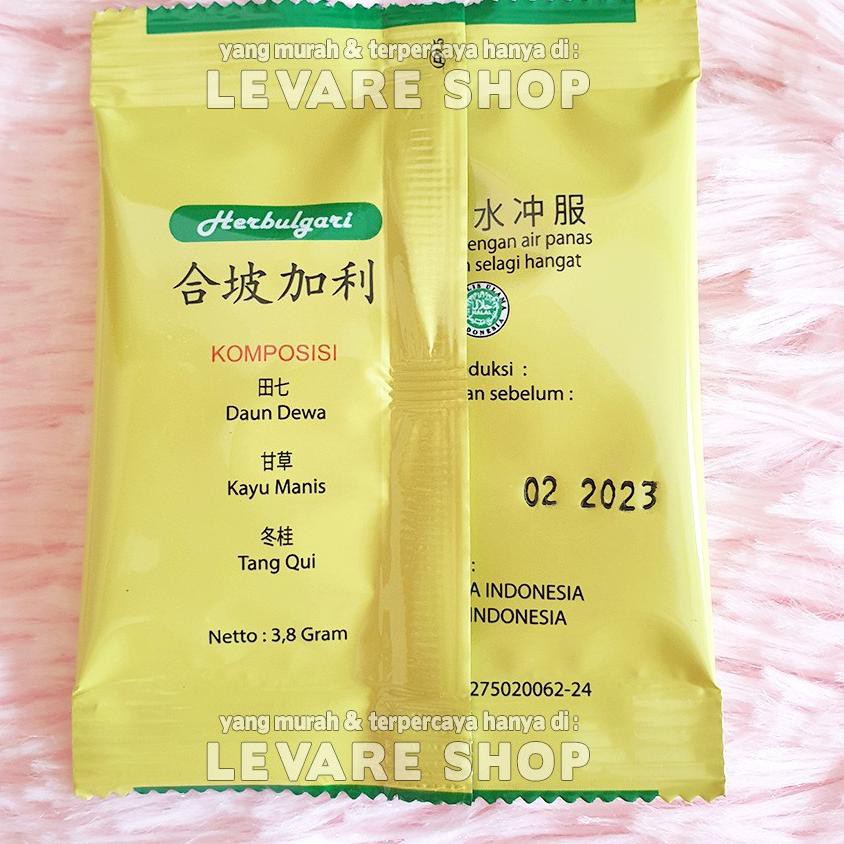 yang murah & terpercaya hanya di :
LEVARE SHOP
Herbulgari
合坡加利
KOMPOSISI
田七
Daun Dewa
甘草
Kayu Manis
冬桂
Tang Qui
Netto : 3,8 Gram
水冲服
engan air panas
selagi hangat
duksi :
an sebelum :
02 2023
:
A INDONESIA
INDONESIA
275020062-24
yang murah & terpercaya hanya di :
LEVARE SHOP